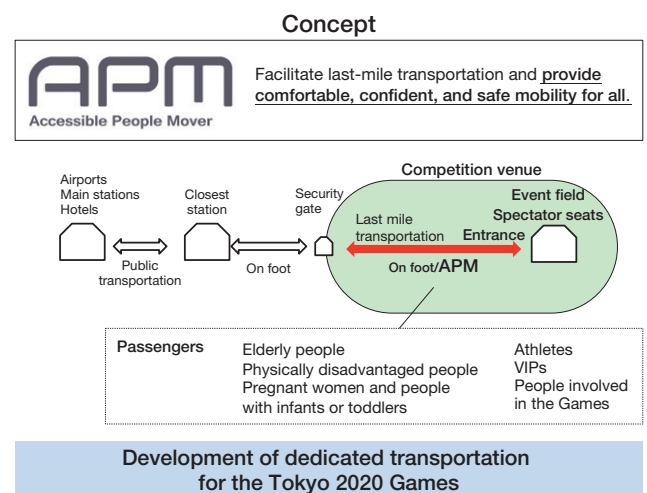 Concept
APM
Accessible People Mover
Facilitate last-mile transportation and provide
comfortable, confident, and safe mobility for all.
Competition venue
Airports
Main stations
Hotels
Closest
station
Security
gate
Event field
Spectator seats
Entrance
Last mile
transportation
Public
transportation
On foot
On foot/APM
Passengers
Elderly people
Physically disadvantaged people
Pregnant women and people
with infants or toddlers
Athletes
VIPs
People involved
in the Games
Development of dedicated transportation
for the Tokyo 2020 Games